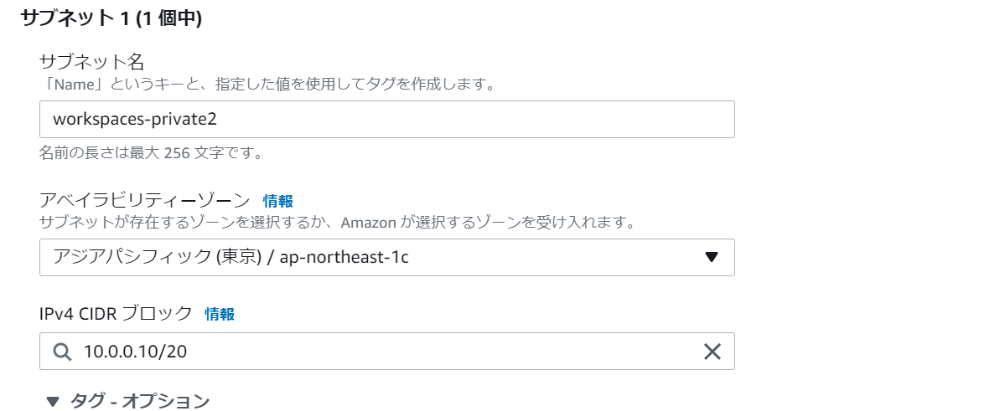 サブネット 1 (1 個中)
サブネット名
「Name」というキーと、指定した値を使用してタグを作成します。
workspaces-private2
名前の長さは最大 256 文字です。
アベイラビリティーゾーン 情報
サブネットが存在するゾーンを選択するか、Amazon が選択するゾーンを受け入れます。
アジアパシフィック (東京) / ap-northeast-1c
IPv4 CIDR ブロック 情報
10.0.0.10/20
タグ - オプション